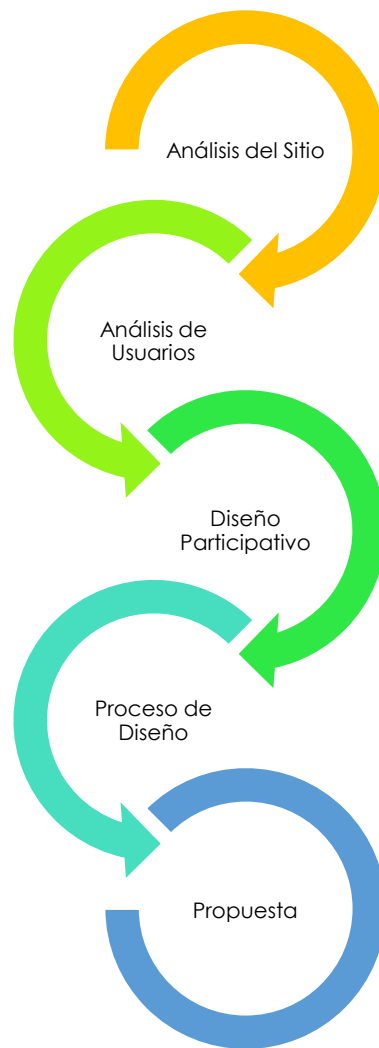 Análisis del Sitio
Análisis de
Usuarios
Diseño
Participativo
Proceso de
Diseño
Propuesta